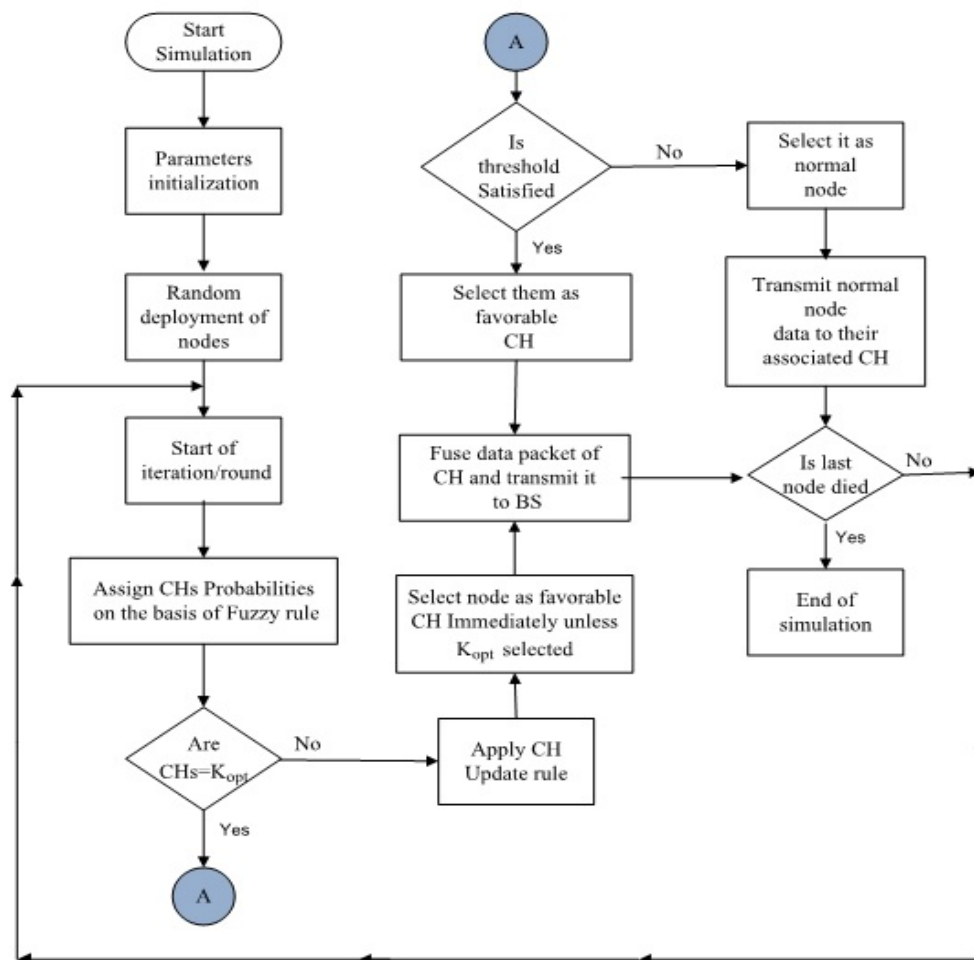 Start
Simulation
Parameters
initialization
Random
deployment of
nodes
Start of
iteration/round
Assign CHs Probabilities
on the basis of Fuzzy rule
Are
CHs=Kopt
No
Yes
A
A
Is
threshold
Satisfied
No
Yes
Select them as
favorable
CH
Fuse data packet of
CH and transmit it
to BS
Select node as favorable
CH Immediately unless
Kopt selected
Apply CH
Update rule
Select it as
normal
node
Transmit normal
node
data to their
associated CH
Is last
node died
No
Yes
End of
simulation